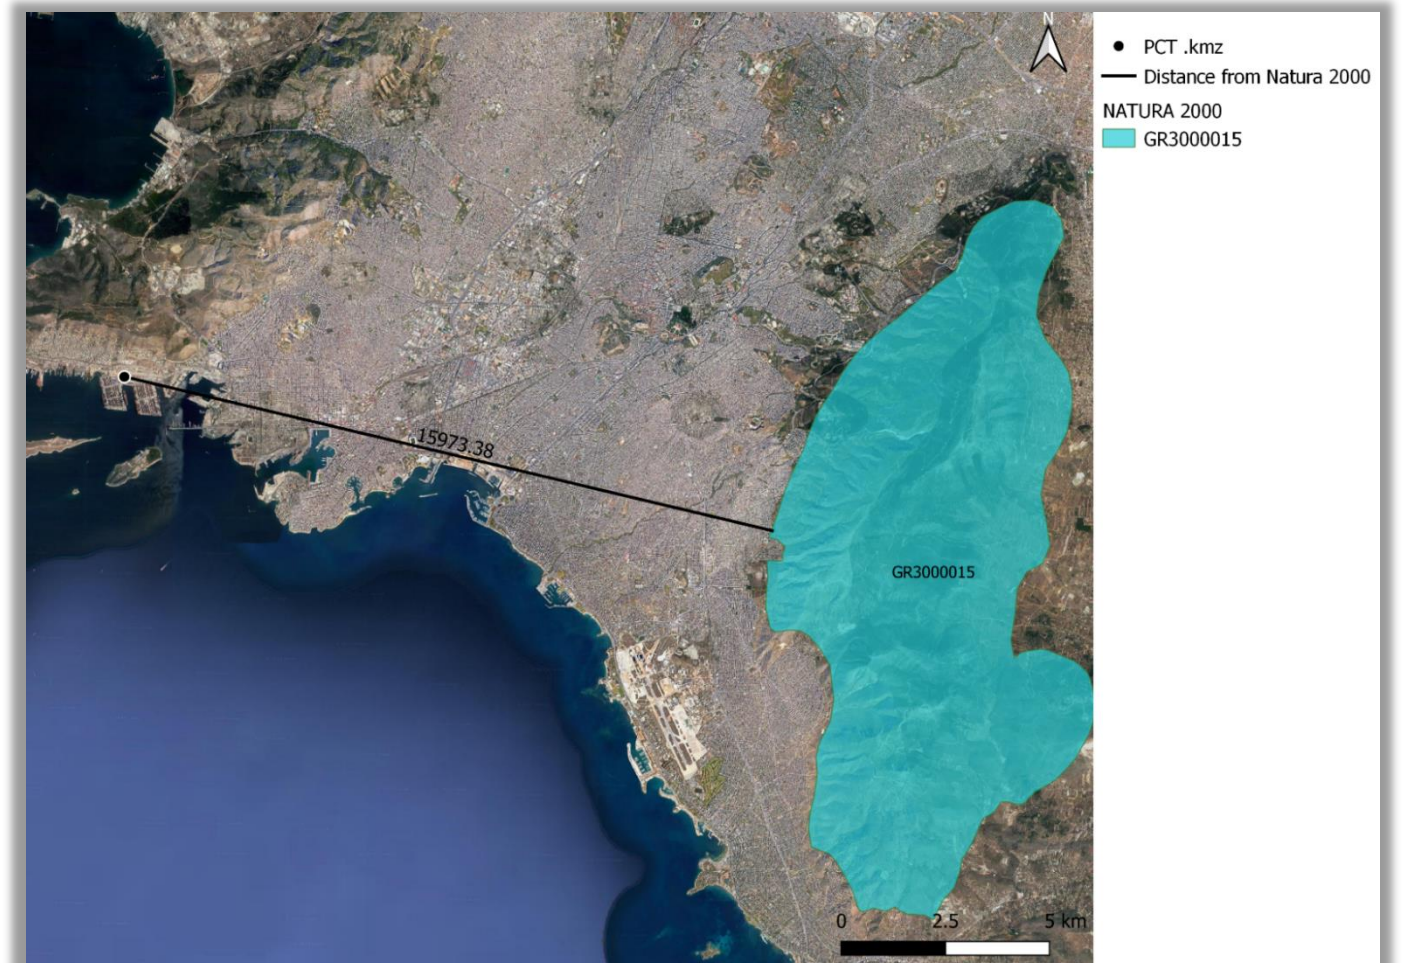 N
PCT .kmz
Distance from Natura 2000
NATURA 2000
GR3000015
15973.38
GR3000015
0 2.5 5 km